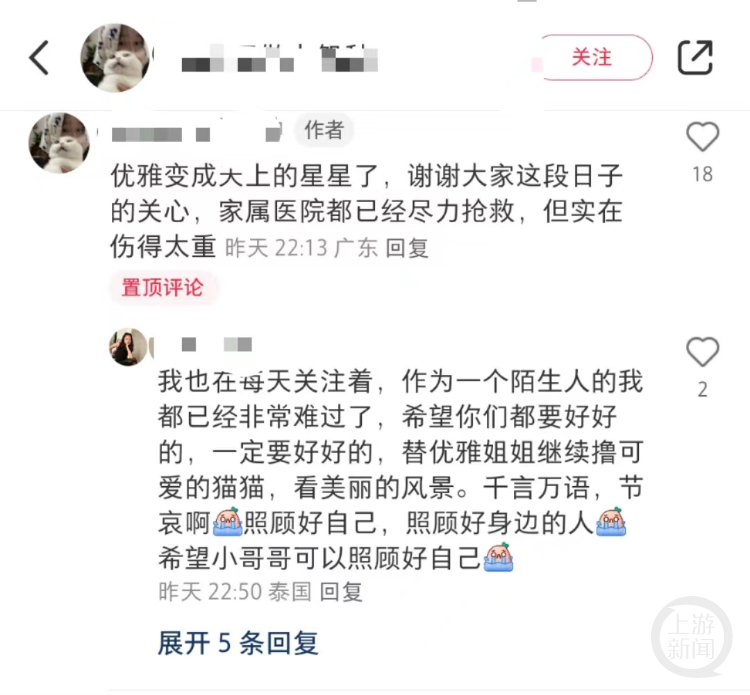 关注
作者
优雅变成天上的星星了，谢谢大家这段日子
的关心，家属医院都已经尽力抢救，但实在
伤得太重 昨天 22:13 广东 回复
18
置顶评论
我也在每天关注着，作为一个陌生人的我
都已经非常难过了，希望你们都要好好
的，一定要好好的，替优雅姐姐继续撸可
爱的猫猫，看美丽的风景。千言万语，节
哀啊照顾好自己，照顾好身边的人
希望小哥哥可以照顾好自己
2
昨天 22:50 泰国 回复
展开 5 条回复
上游
新闻